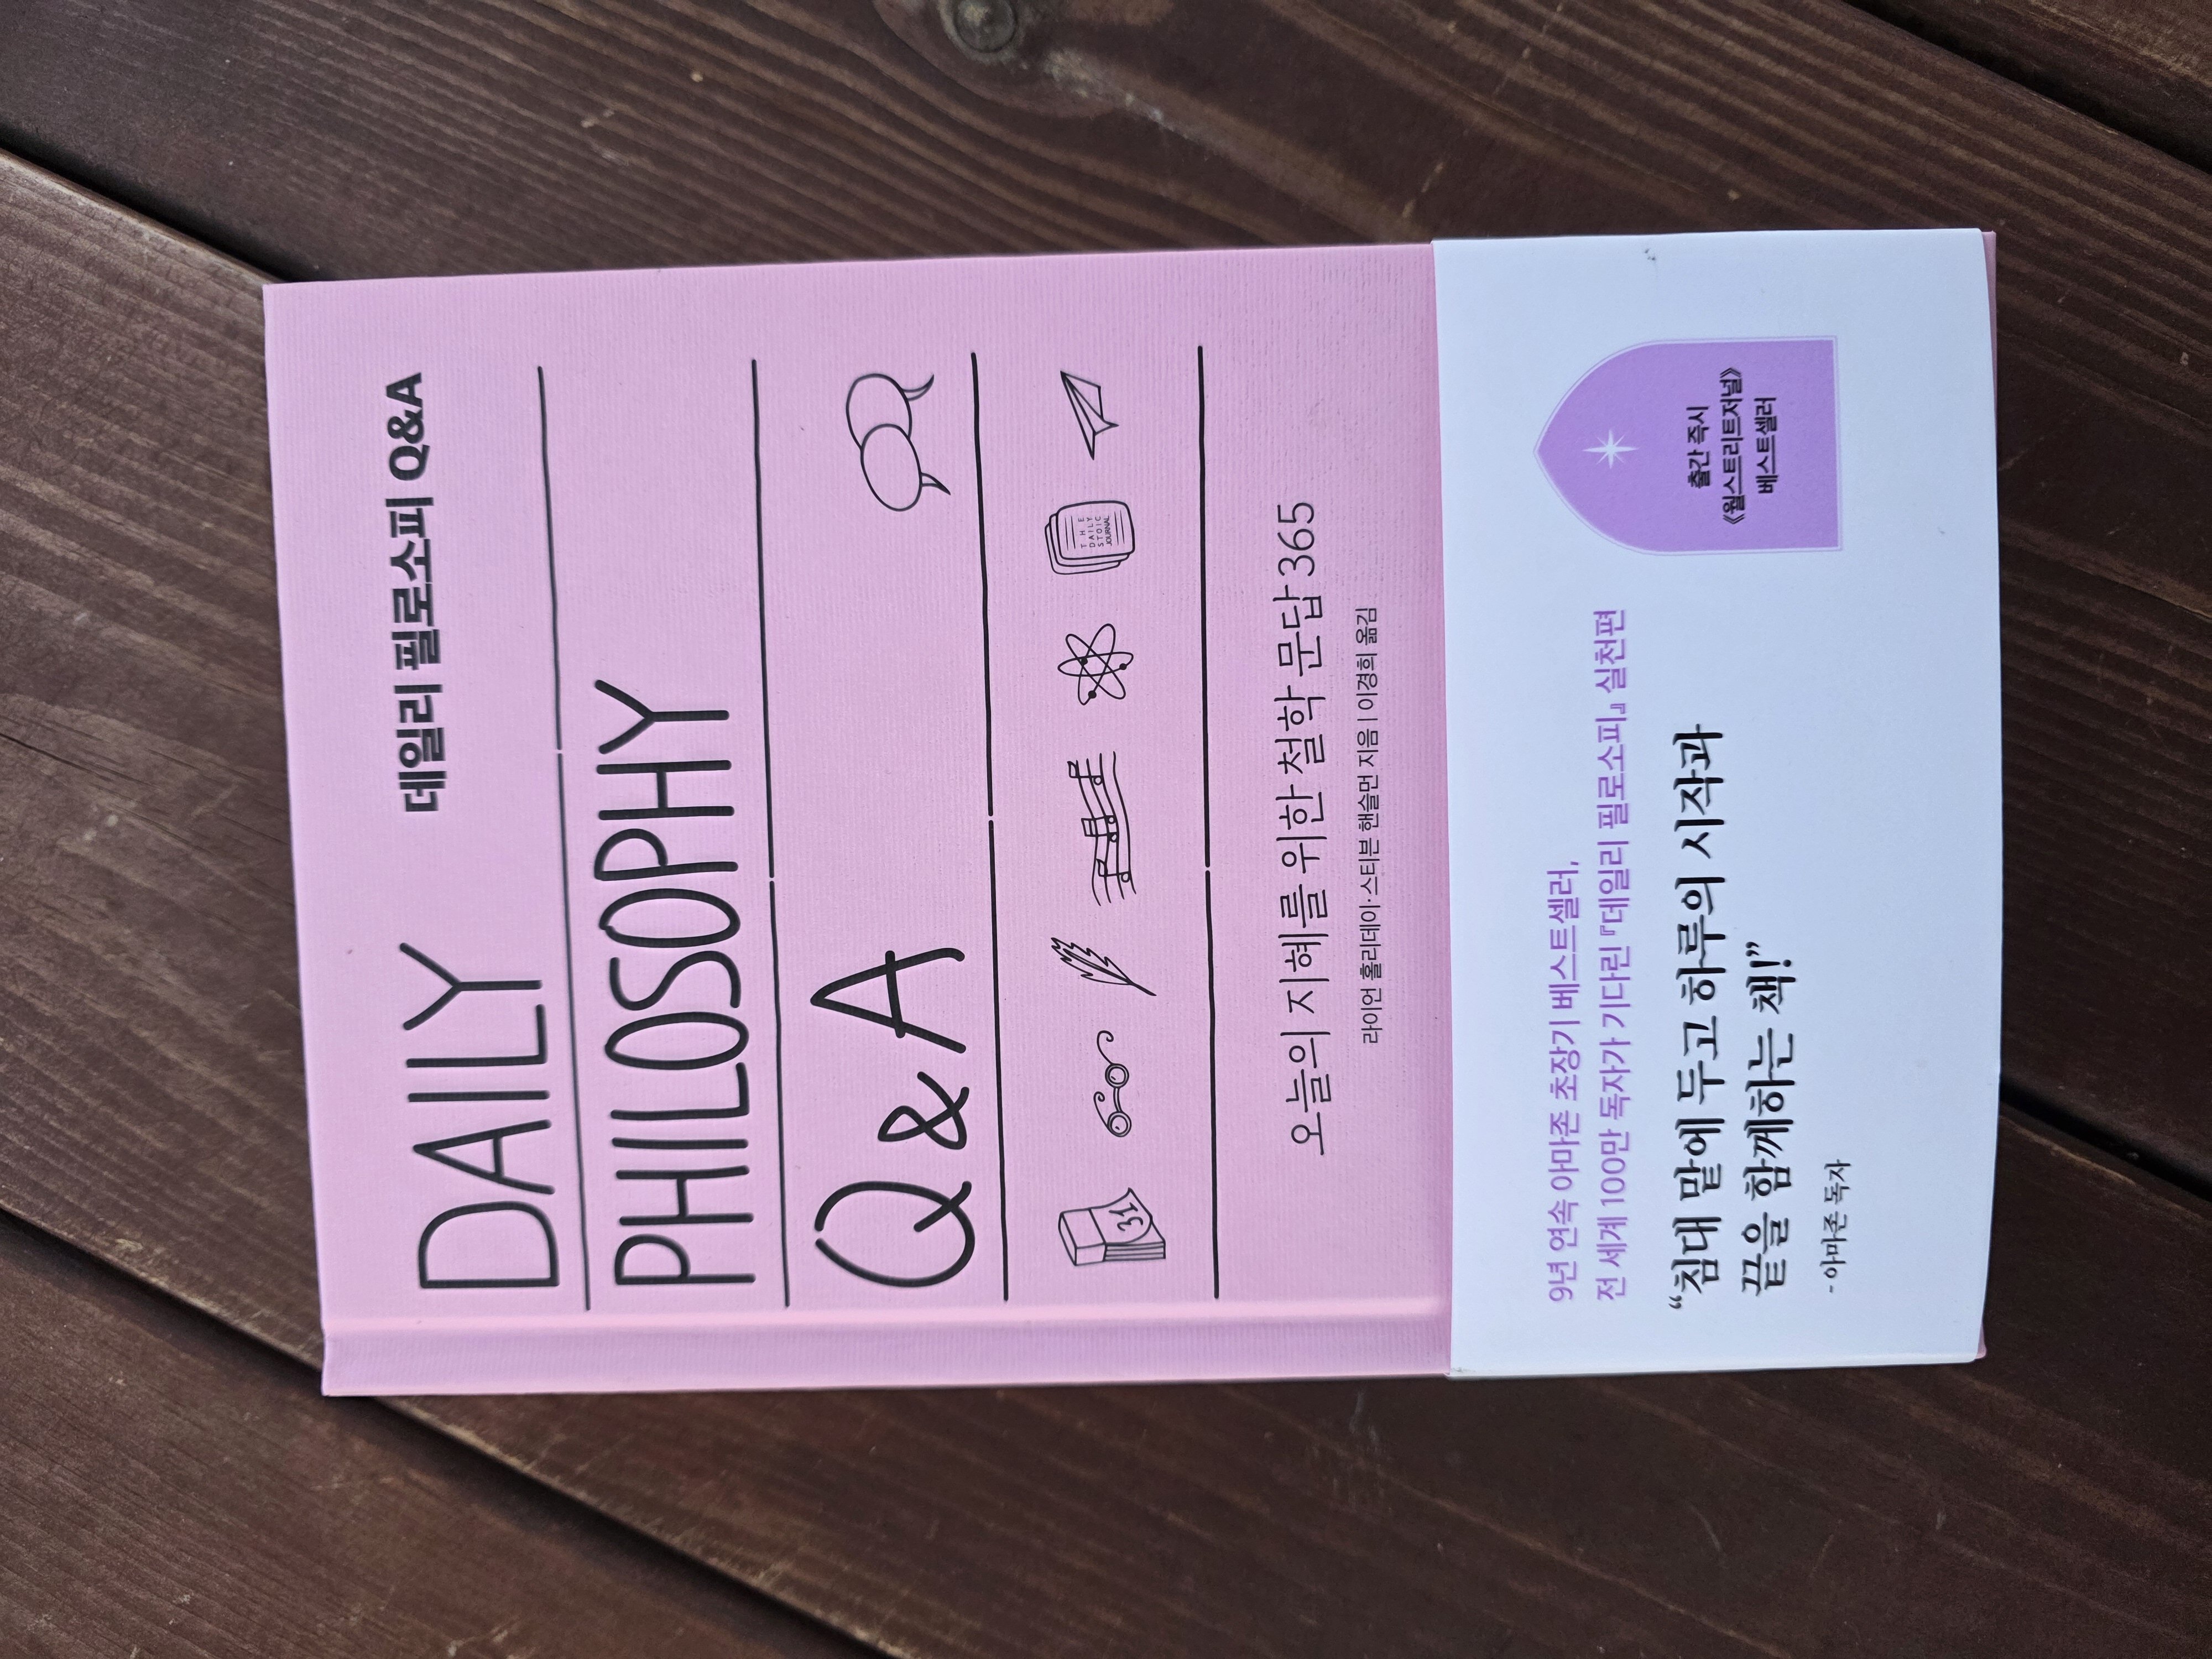 데일리 필로소피 Q&A
DAILY
PHILOSOPHY
Q & A
31
THE
DAILY
STOIC
JOURNAL
오늘의 지혜를 위한 철학 문답 365
라이언 홀리데이·스티븐 핸슬먼 지음 | 이경희 옮김
9년 연속 아마존 초장기 베스트셀러,
전 세계 100만 독자가 기다린 『데일리 필로소피』 실천편
“침대 맡에 두고 하루의 시작과
끝을 함께하는 책!”
- 아마존 독자
출간 즉시
《월스트리트저널》
베스트셀러